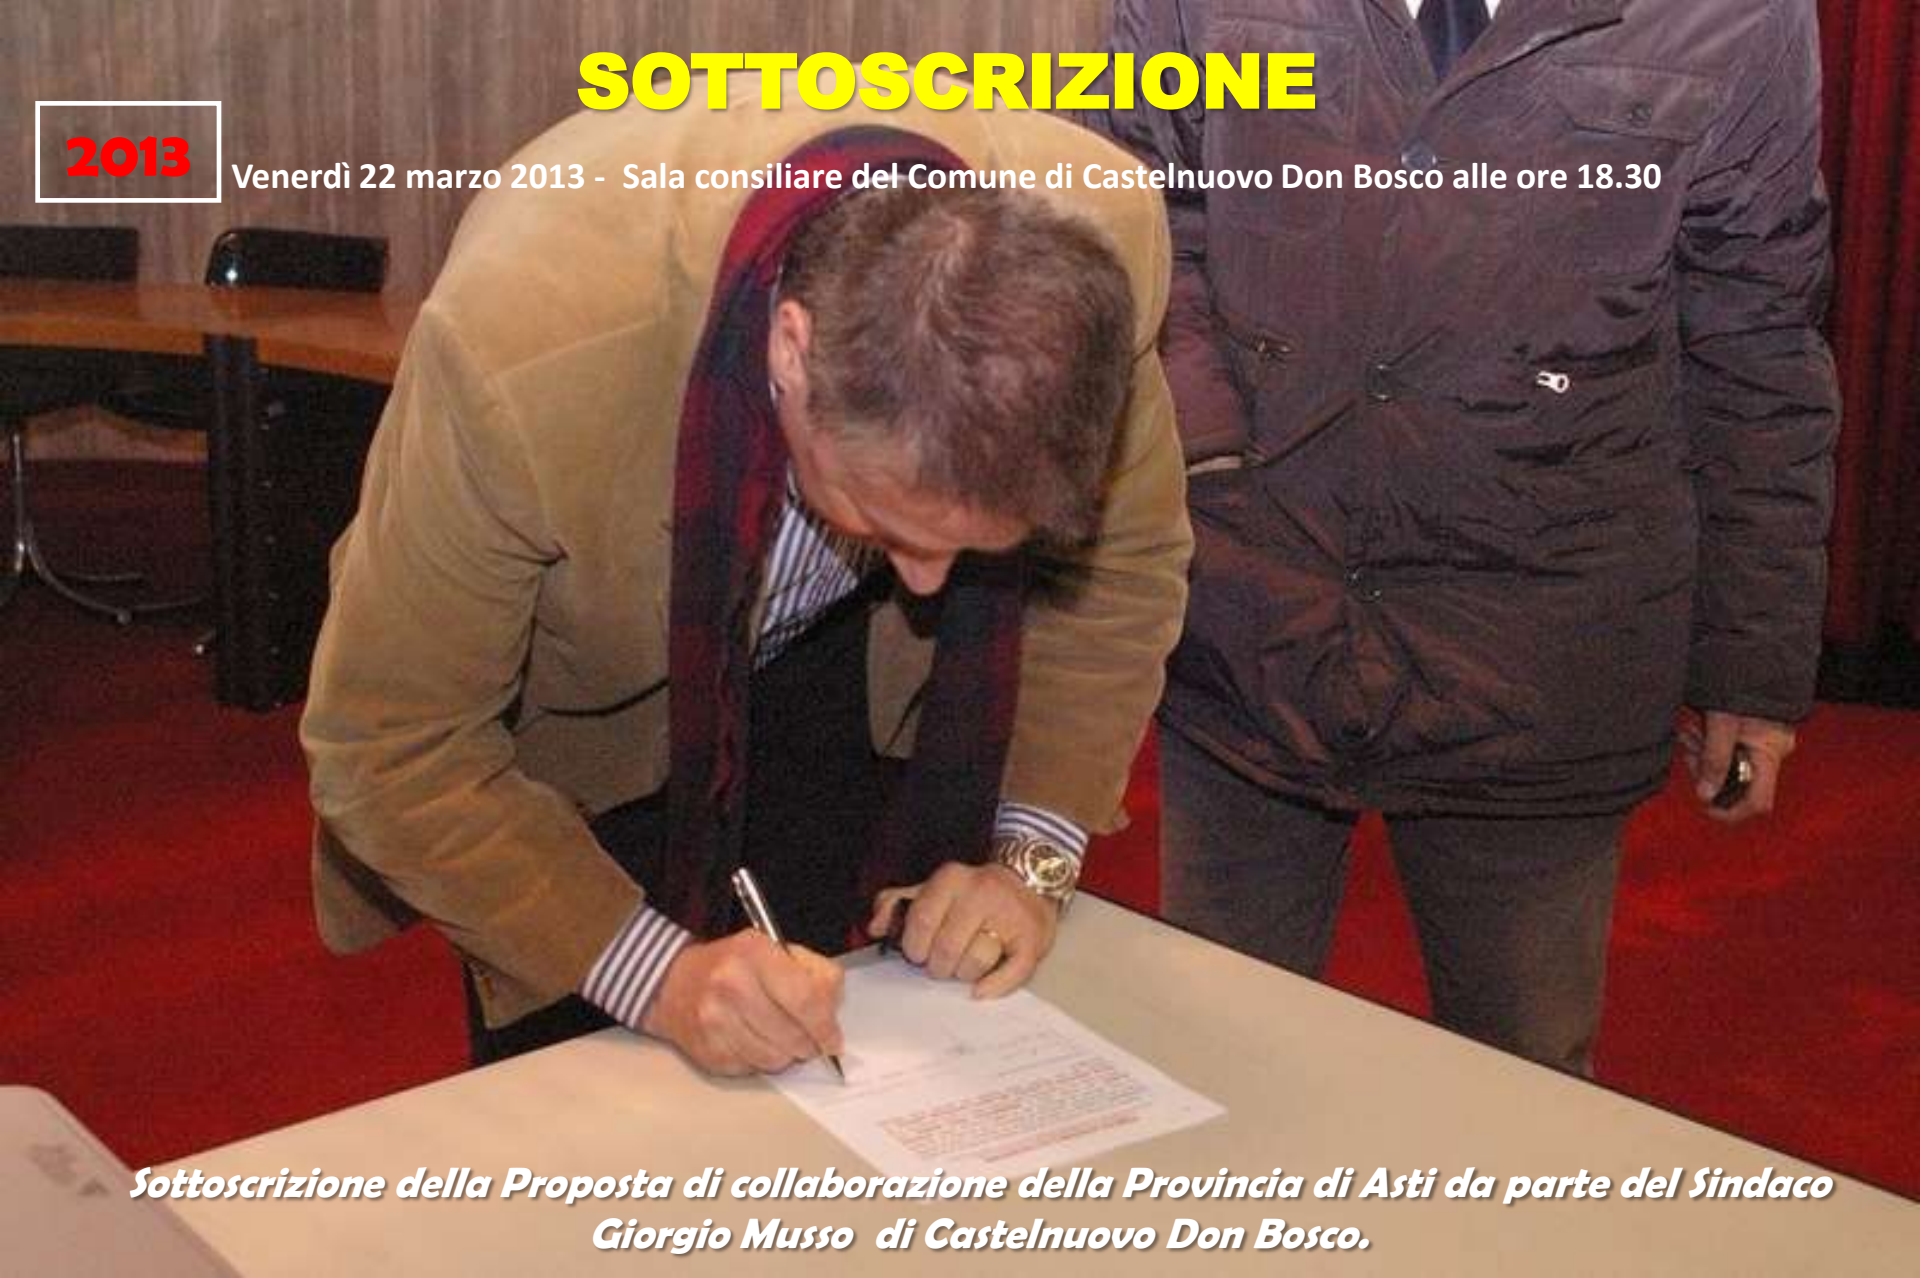 SOTTOSCRIZIONE
2013
Venerdì 22 marzo 2013 - Sala consiliare del Comune di Castelnuovo Don Bosco alle ore 18.30
Sottoscrizione della Proposta di collaborazione della Provincia di Asti da parte del Sindaco
Giorgio Musso di Castelnuovo Don Bosco.